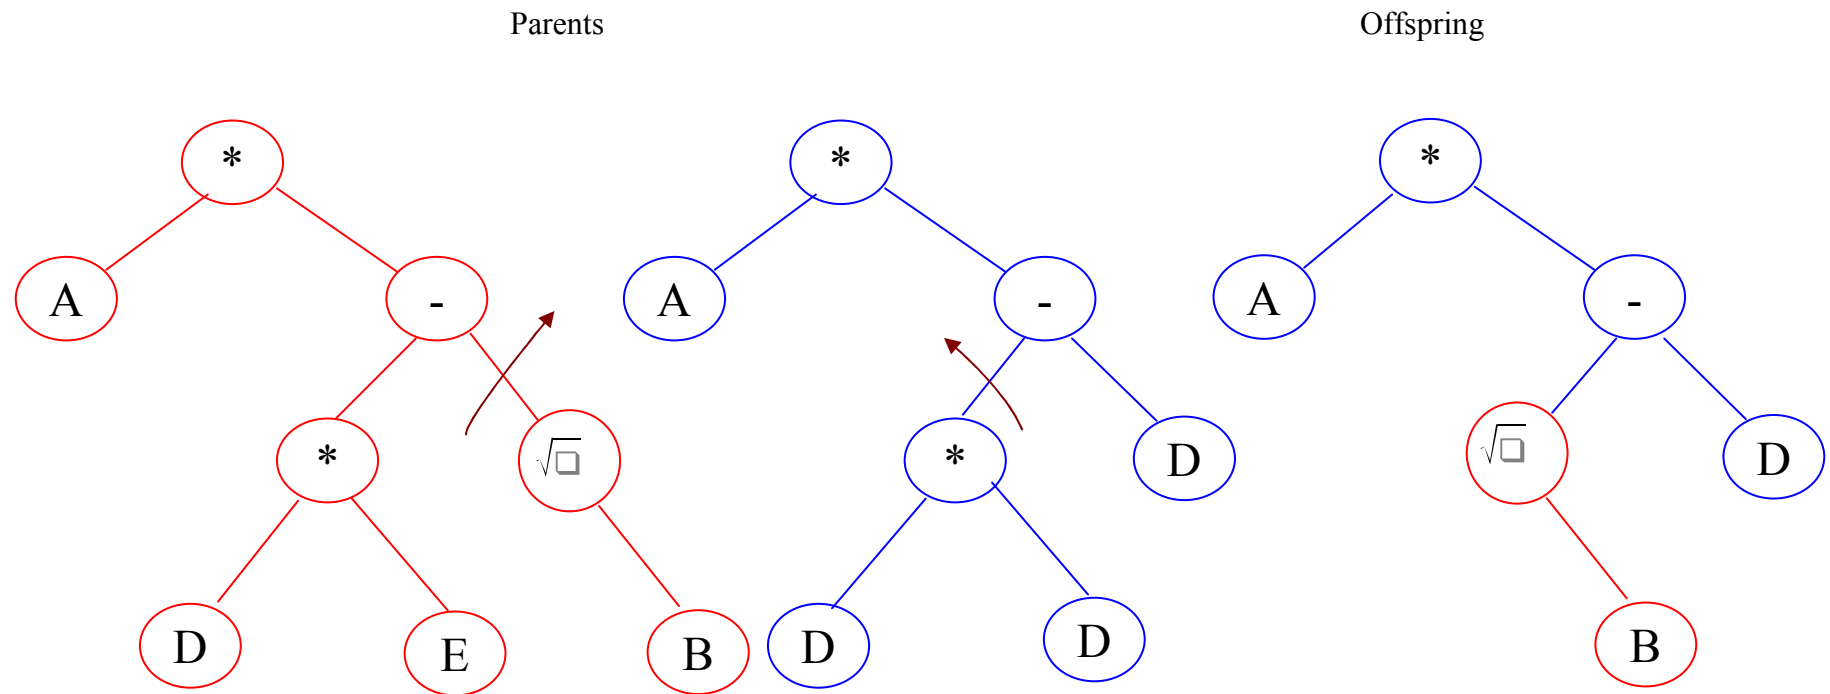 Parents Offspring
* * *
A - A - A -
* √❑ * D √❑ D
D E B D D B